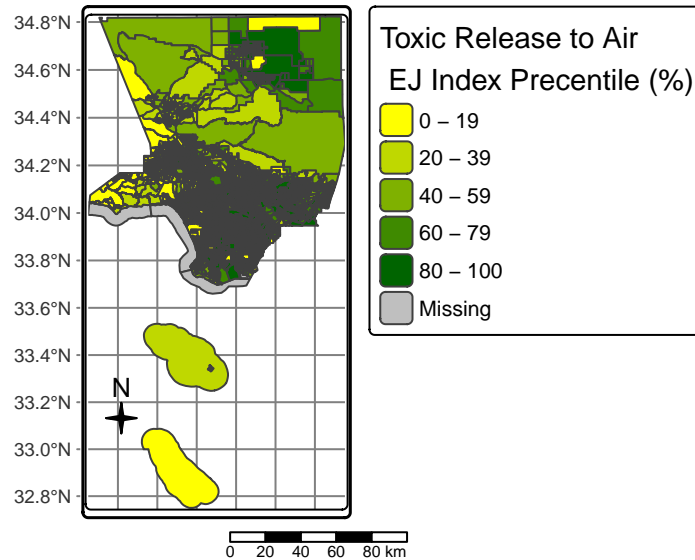 34.8°N
34.6°N
34.4°N
34.2°N
34.0°N
33.8°N
33.6°N
33.4°N
33.2°N
33.0°N
32.8°N
N
0 20 40 60 80 km
Toxic Release to Air
EJ Index Precentile (%)
0 – 19
20 – 39
40 – 59
60 – 79
80 – 100
Missing